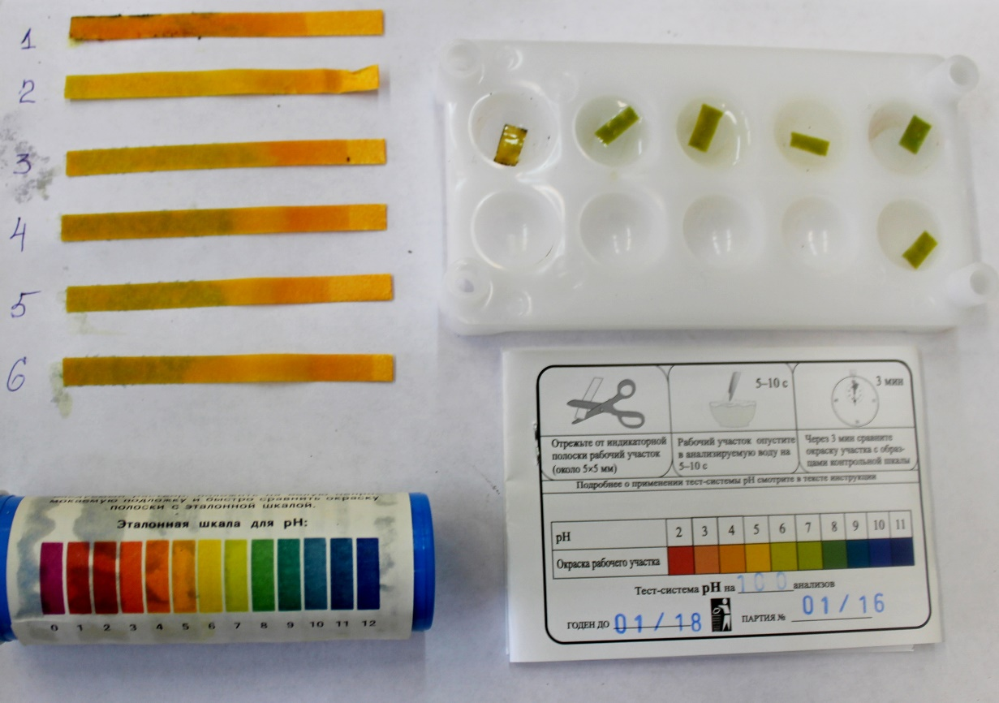 1
2
3
4
5
6
мокаемую подложку и быстро сравнить окраску
полоски с эталонной шкалой.
Эталонная шкала для pH:
0 1 2 3 4 5 6 7 8 9 10 11 12
Отрежьте от индикаторной
полоски рабочий участок
(около 5×5 мм)
5–10 с
Рабочий участок опустите
в анализируемую воду на
5–10 с
3 мин
Через 3 мин сравните
окраску участка с образ-
цами контрольной шкалы
Подробнее о применении тест-системы pH смотрите в тексте инструкции
pH 2 3 4 5 6 7 8 9 10 11
Окраска рабочего участка
Тест-система pH на 100 анализов
ГОДЕН ДО 01/18 ПАРТИЯ № 01/16